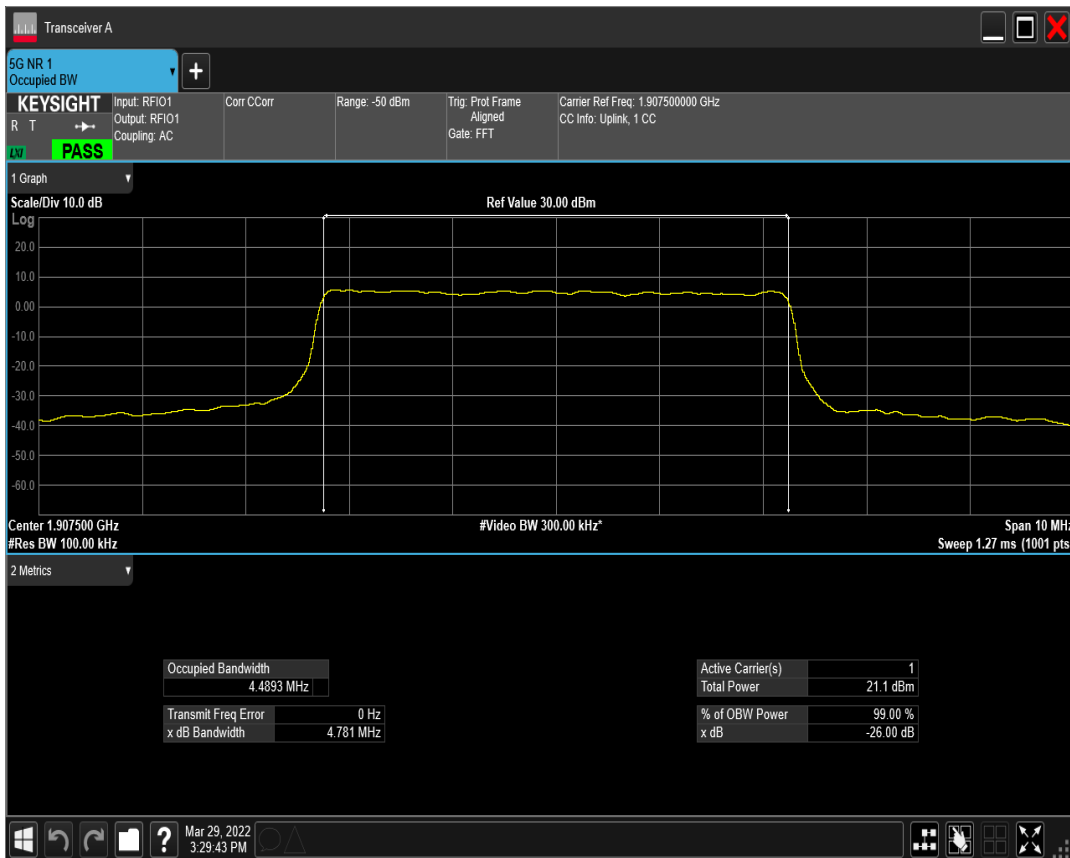 Transceiver A
5G NR 1
Occupied BW
+
KEYSIGHT
R T
LXI
PASS
Input: RFIO1
Output: RFIO1
Coupling: AC
Corr CCorr
Range: -50 dBm
Trig: Prot Frame
Aligned
Gate: FFT
Carrier Ref Freq: 1.907500000 GHz
CC Info: Uplink, 1 CC
1 Graph
Scale/Div 10.0 dB
Ref Value 30.00 dBm
Log
20.0
10.0
0.00
-10.0
-20.0
-30.0
-40.0
-50.0
-60.0
Center 1.907500 GHz
#Video BW 300.00 kHz*
Span 10 MHz
#Res BW 100.00 kHz
Sweep 1.27 ms (1001 pts
2 Metrics
Occupied Bandwidth
4.4893 MHz
Transmit Freq Error 0 Hz
x dB Bandwidth 4.781 MHz
Active Carrier(s) 1
Total Power 21.1 dBm
% of OBW Power 99.00 %
x dB -26.00 dB
?
Mar 29, 2022
3:29:43 PM